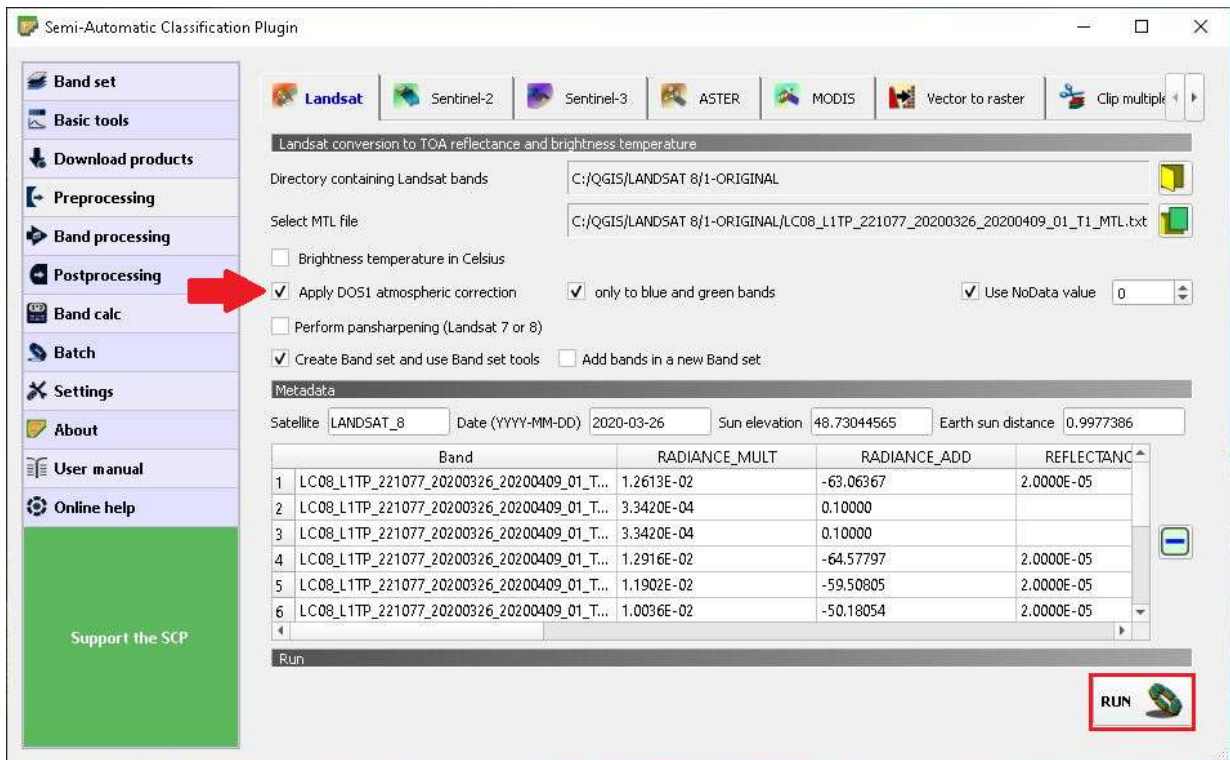 Semi-Automatic Classification Plugin
Band set
Basic tools
Download products
Preprocessing
Band processing
Postprocessing
Band calc
Batch
Settings
About
User manual
Online help
Support the SCP
Landsat Sentinel-2 Sentinel-3 ASTER MODIS Vector to raster Clip multiple
Landsat conversion to TOA reflectance and brightness temperature
Directory containing Landsat bands C:/QGIS/LANDSAT 8/1-ORIGINAL
Select MTL file C:/QGIS/LANDSAT 8/1-ORIGINAL/LC08_L1TP_221077_20200326_20200409_01_T1_MTL.txt
Brightness temperature in Celsius
Apply DOS1 atmospheric correction only to blue and green bands Use NoData value 0
Perform pansharpening (Landsat 7 or 8)
Create Band set and use Band set tools Add bands in a new Band set
Metadata
Satellite LANDSAT_8 Date (YYYY-MM-DD) 2020-03-26 Sun elevation 48.73044565 Earth sun distance 0.9977386
Band RADIANCE_MULT RADIANCE_ADD REFLECTANC
1 LC08_L1TP_221077_20200326_20200409_01_T... 1.2613E-02 -63.06367 2.0000E-05
2 LC08_L1TP_221077_20200326_20200409_01_T... 3.3420E-04 0.10000
3 LC08_L1TP_221077_20200326_20200409_01_T... 3.3420E-04 0.10000
4 LC08_L1TP_221077_20200326_20200409_01_T... 1.2916E-02 -64.57797 2.0000E-05
5 LC08_L1TP_221077_20200326_20200409_01_T... 1.1902E-02 -59.50805 2.0000E-05
6 LC08_L1TP_221077_20200326_20200409_01_T... 1.0036E-02 -50.18054 2.0000E-05
Run
RUN